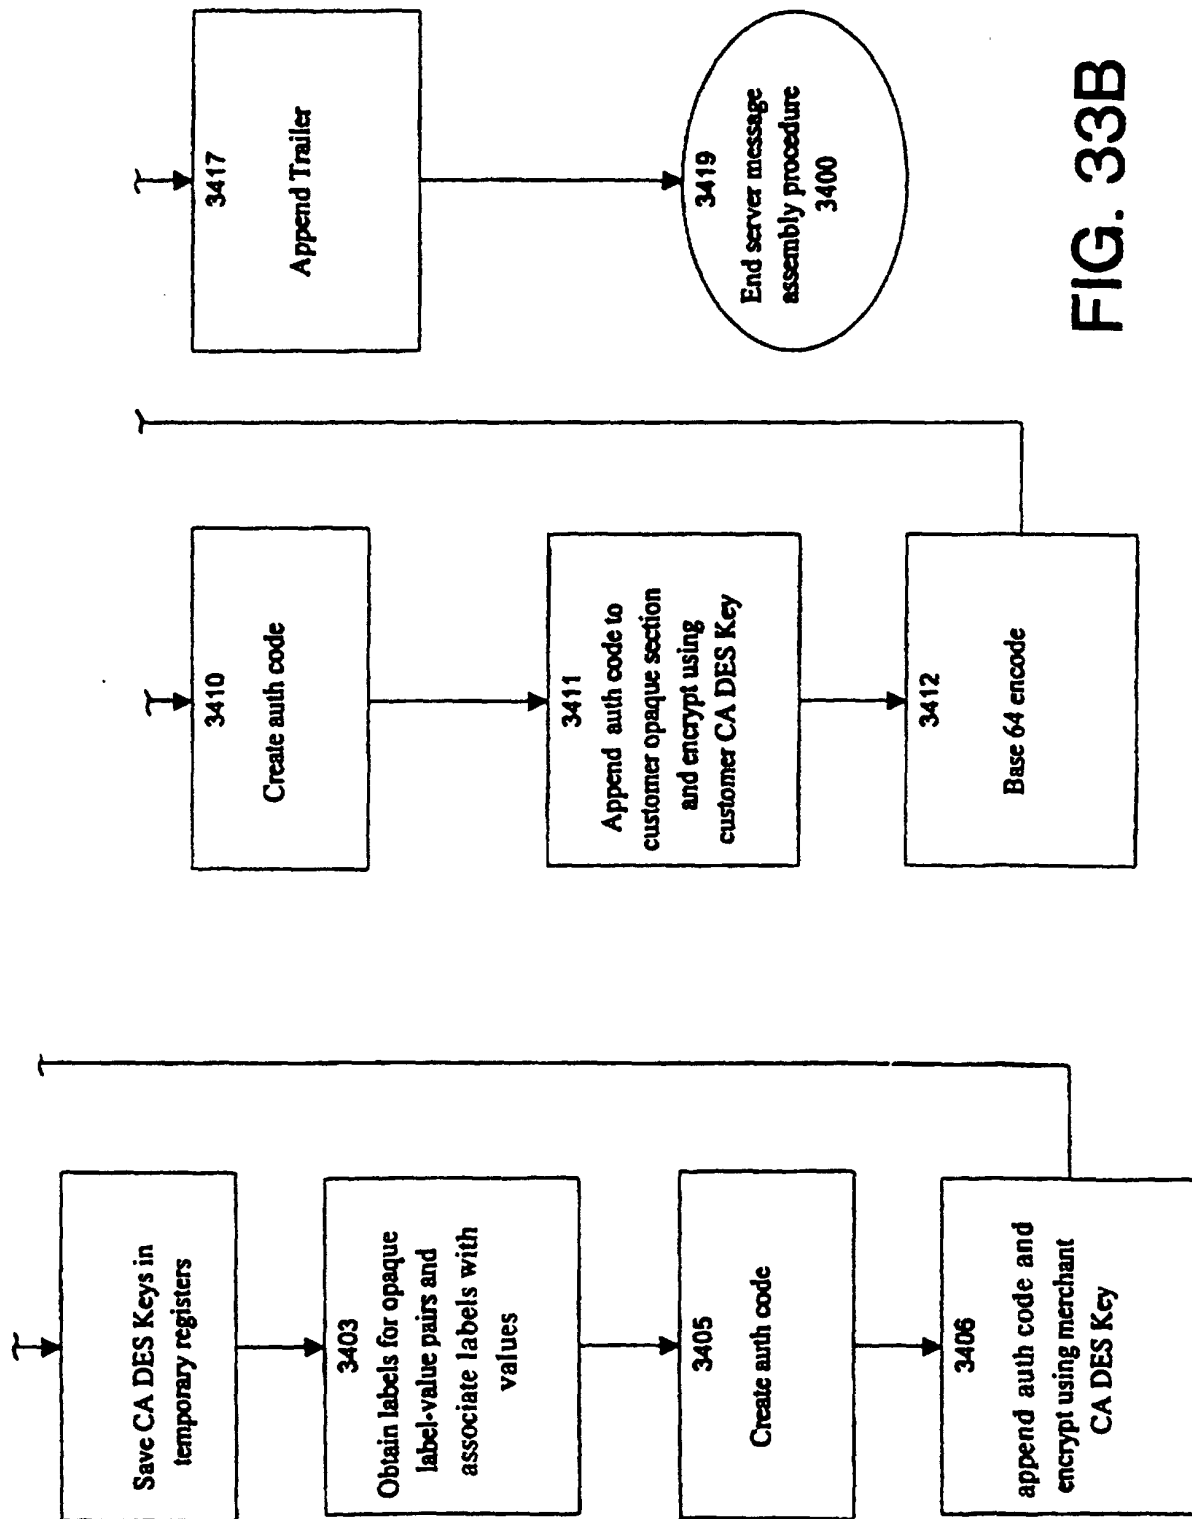 Save CA DES Keys in
temporary registers
3403
Obtain labels for opaque
label-value pairs and
associate labels with
values
3405
Create auth code
3406
append auth code and
encrypt using merchant
CA DES Key
3410
Create auth code
3411
Append auth code to
customer opaque section
and encrypt using
customer CA DES Key
3412
Base 64 encode
3417
Append Trailer
3419
End server message
assembly procedure
3400
FIG. 33B